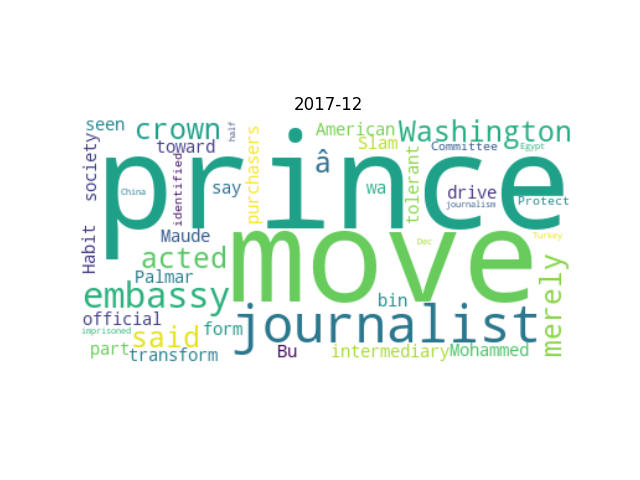 2017-12
seen crown toward half purchasers American Washington
society prince â Slam Committee Egypt
China identified say wa tolerant drive journalism Protect
Habit Maude move Dec Turkey
acted Palmar
embassy bin merely
official imprisoned said form journalist
part transform Bu intermediary Mohammed